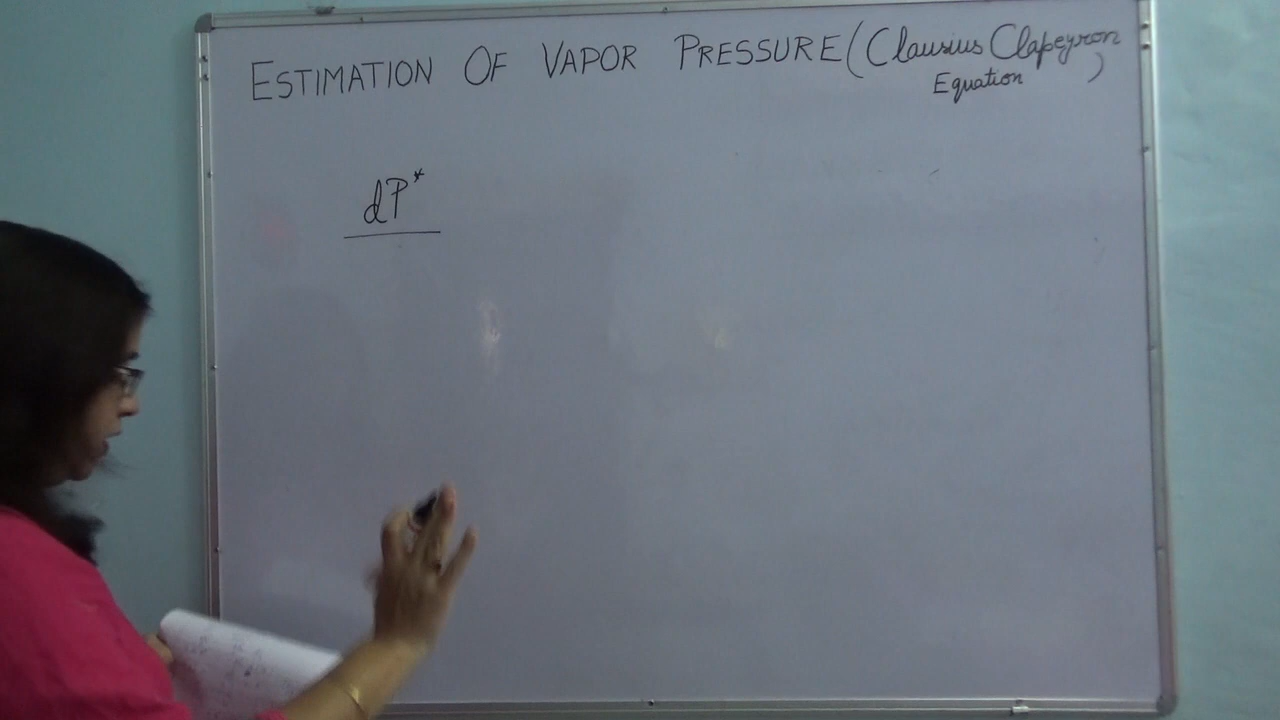 ESTIMATION OF VAPOR PRESSURE (Clausius Clapeyron
Equation )
dP*